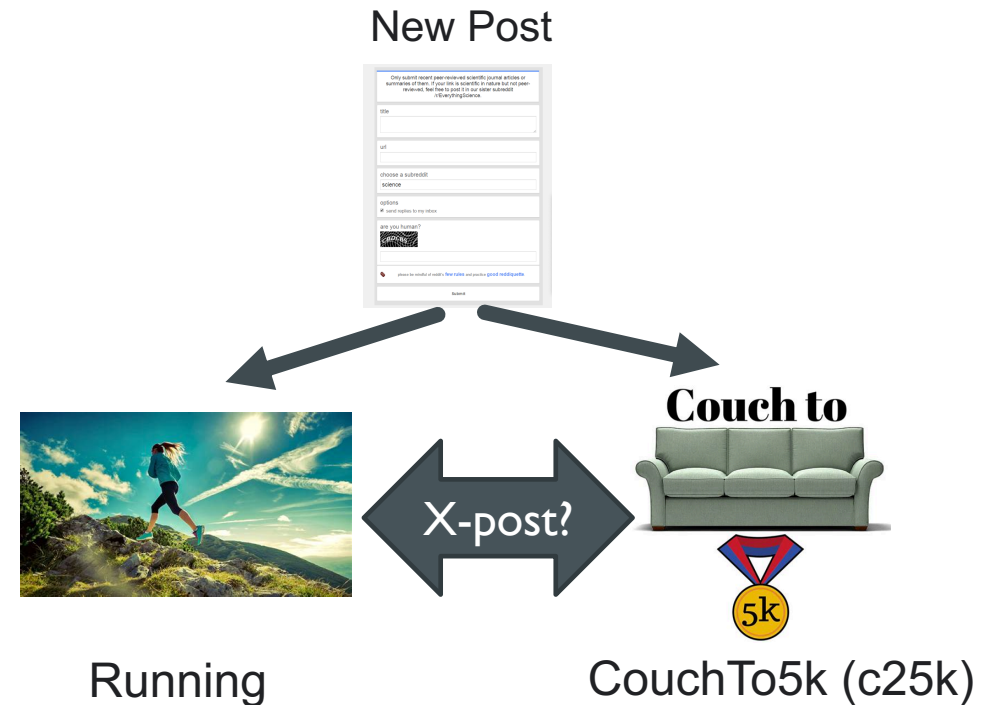 New Post
Only submit recent peer-reviewed scientific journal articles or
summaries of them. If your link is scientific in nature but not peer-
reviewed, feel free to post it in our sister subreddit
/r/EverythingScience.
title
url
choose a subreddit
science
options
send replies to my inbox
are you human?
please be mindful of reddit's few rules and practice good reddiquette
Submit
Couch to
X-post?
5k
Running
CouchTo5k (c25k)